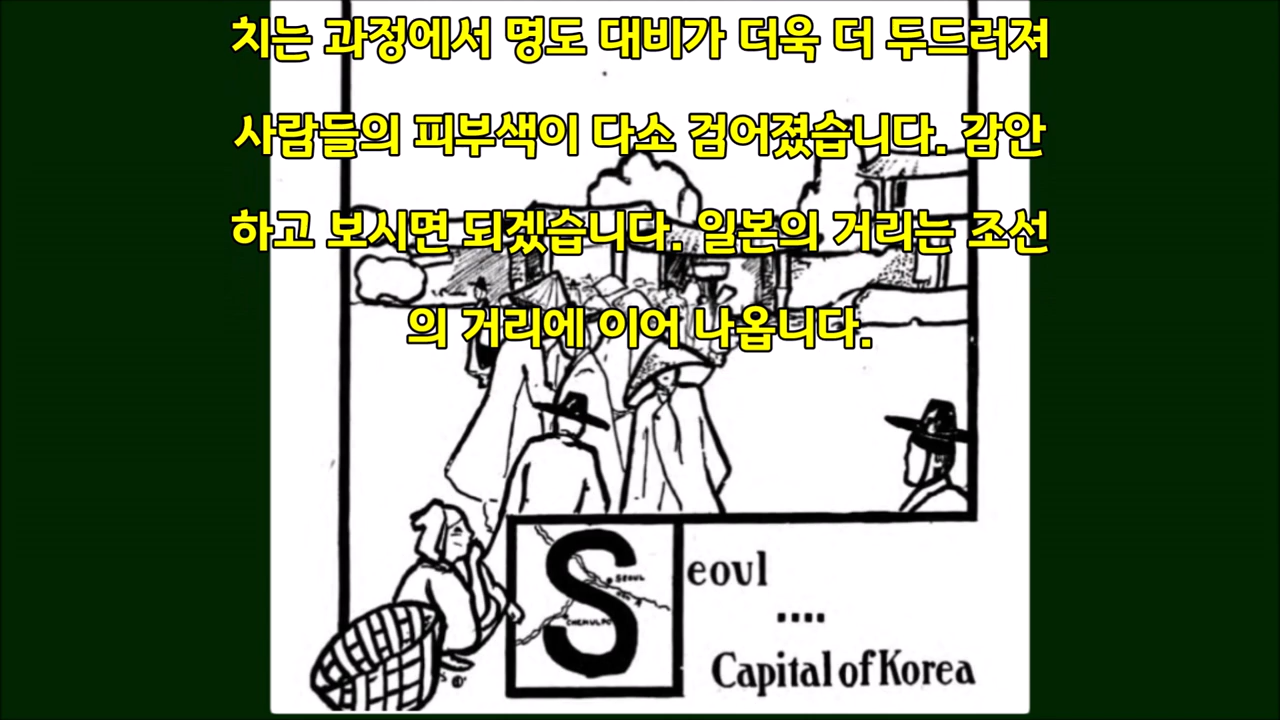 치는 과정에서 명도 대비가 더욱 더 두드러져
사람들의 피부색이 다소 검어졌습니다. 감안
하고 보시면 되겠습니다. 일본의 거리는 조선
의 거리에 이어 나옵니다.
Seoul
SEOUL
CHEMULPO
....
Capital of Korea